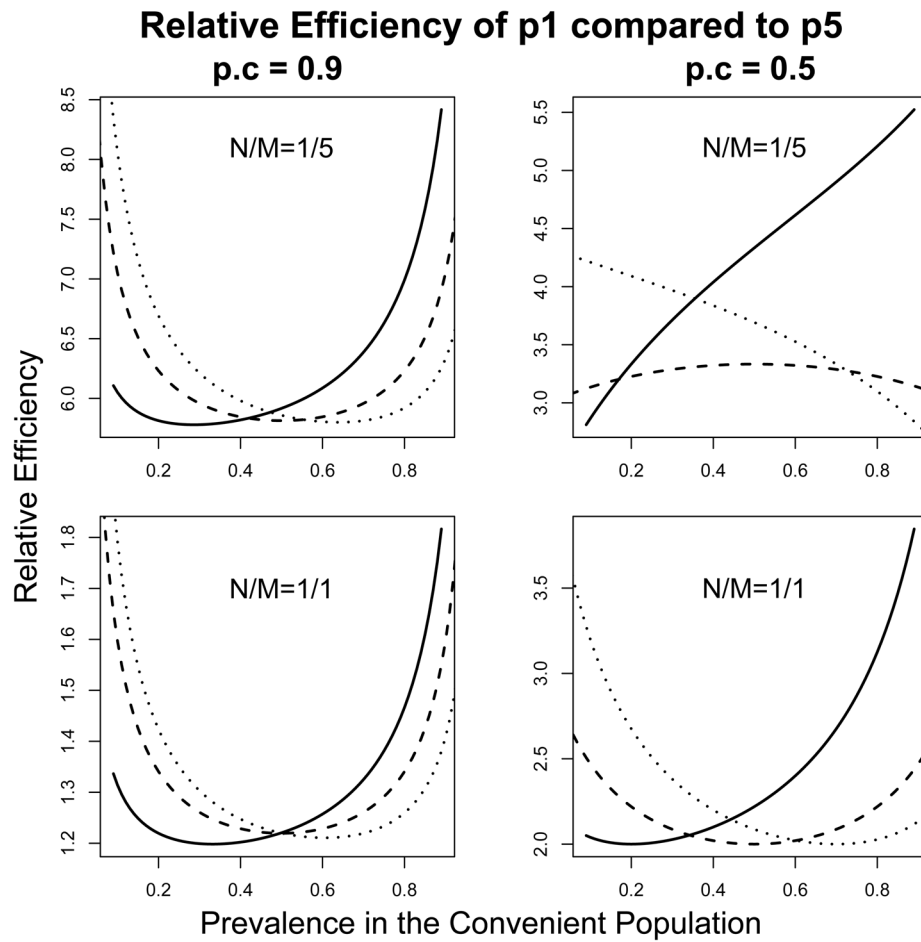 Relative Efficiency of p1 compared to p5
p.c = 0.9
p.c = 0.5
Relative Efficiency
N/M=1/5
8.5
8.0
7.5
7.0
6.5
6.0
0.2 0.4 0.6 0.8
N/M=1/5
5.5
5.0
4.5
4.0
3.5
3.0
0.2 0.4 0.6 0.8
N/M=1/1
1.8
1.7
1.6
1.5
1.4
1.3
1.2
0.2 0.4 0.6 0.8
N/M=1/1
3.5
3.0
2.5
2.0
0.2 0.4 0.6 0.8
Prevalence in the Convenient Population